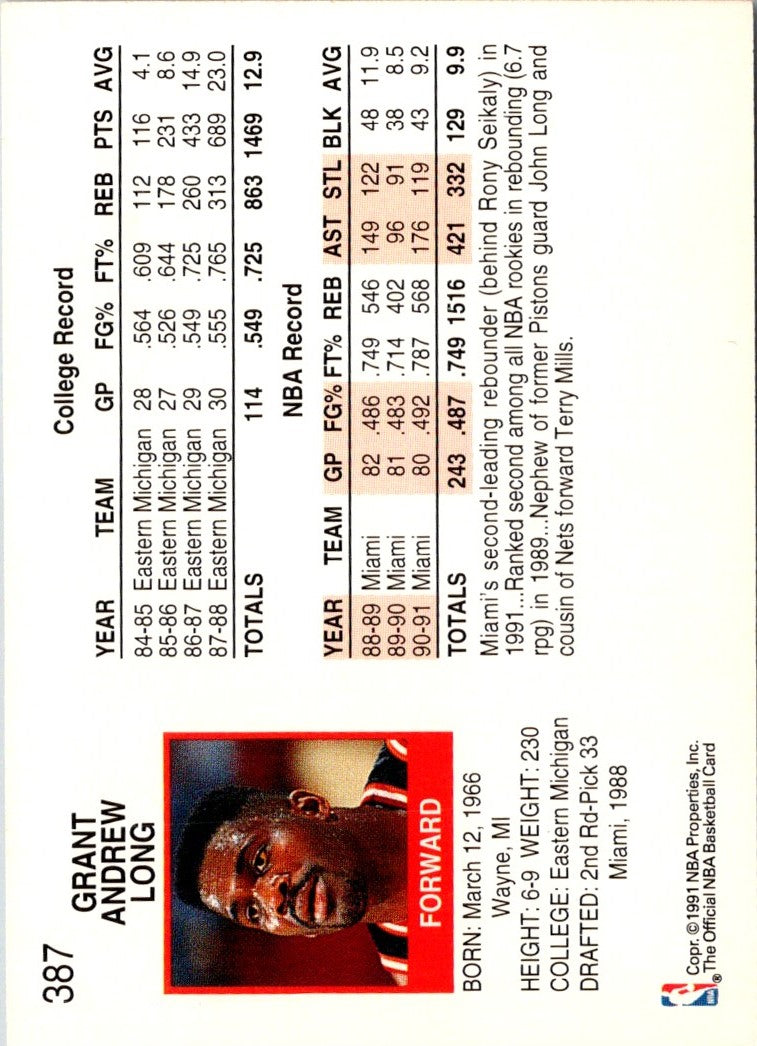 387
GRANT
ANDREW
LONG
FORWARD
BORN: March 12, 1966
Wayne, MI
HEIGHT: 6-9 WEIGHT: 230
COLLEGE: Eastern Michigan
DRAFTED: 2nd Rd-Pick 33
Miami, 1988
NBA
® Copr. ©1991 NBA Properties, Inc.
The Official NBA Basketball Card
College Record
YEAR TEAM GP FG% FT% REB PTS AVG
84-85 Eastern Michigan 28 .564 .609 112 116 4.1
85-86 Eastern Michigan 27 .526 .644 178 231 8.6
86-87 Eastern Michigan 29 .549 .725 260 433 14.9
87-88 Eastern Michigan 30 .555 .765 313 689 23.0
TOTALS 114 .549 .725 863 1469 12.9
NBA Record
YEAR TEAM GP FG% FT% REB AST STL BLK AVG
88-89 Miami 82 .486 .749 546 149 122 48 11.9
89-90 Miami 81 .483 .714 402 96 91 38 8.5
90-91 Miami 80 .492 .787 568 176 119 43 9.2
TOTALS 243 .487 .749 1516 421 332 129 9.9
Miami's second-leading rebounder (behind Rony Seikaly) in
1991...Ranked second among all NBA rookies in rebounding (6.7
rpg) in 1989...Nephew of former Pistons guard John Long and
cousin of Nets forward Terry Mills.